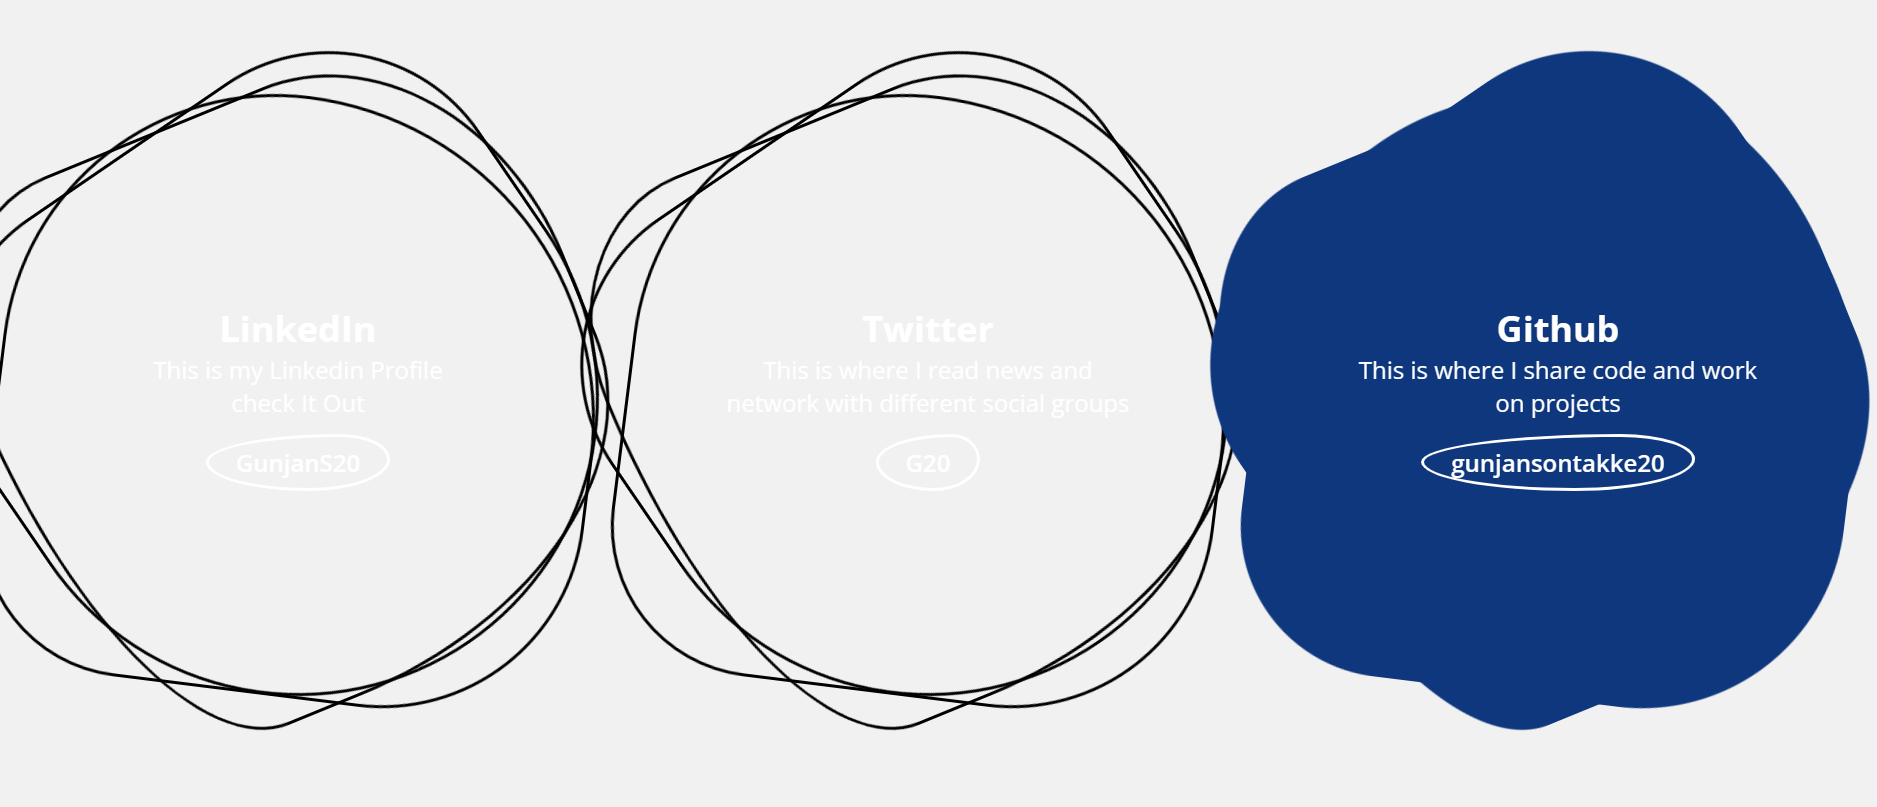 LinkedIn
This is my Linkedin Profile
check It Out
GunjanS20
Twitter
This is where I read news and
network with different social groups
G20
Github
This is where I share code and work
on projects
gunjansontakke20